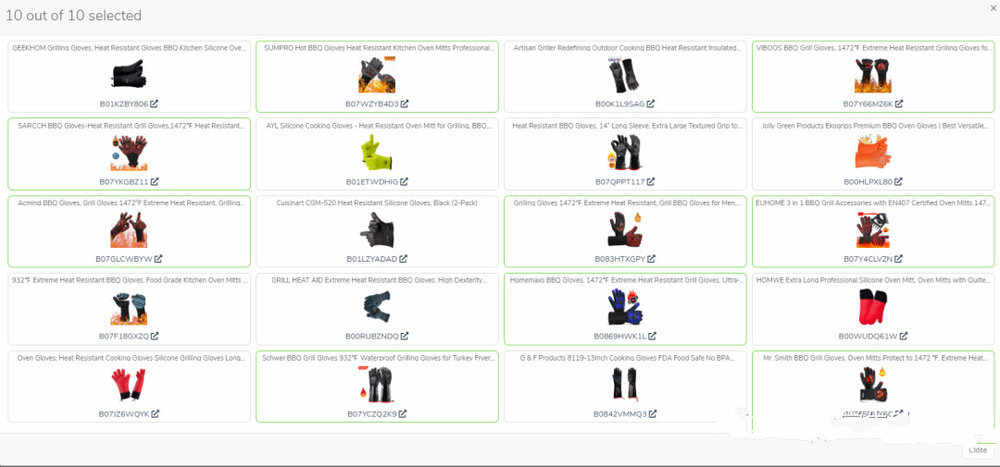 10 out of 10 selected
×
GEEKHOM Grilling Gloves, Heat Resistant Gloves BBQ Kitchen Silicone Ove...
B01KZBY806
SUMPRO Hot BBQ Gloves Heat Resistant Kitchen Oven Mitts Professional...
B07WZYB4D3
Artisan Griller Redefining Outdoor Cooking BBQ Heat Resistant Insulated...
B00K1L9SAG
VIBOOS BBQ Grill Gloves, 1472℉ Extreme Heat Resistant Grilling Gloves fo...
B07Y66MZ6K
SARCCH BBQ Gloves-Heat Resistant Grill Gloves,1472℉ Heat Resistant...
B07YKGBZ11
AYL Silicone Cooking Gloves - Heat Resistant Oven Mitt for Grilling, BBQ,...
B01ETWDHIG
Heat Resistant BBQ Gloves, 14" Long Sleeve, Extra Large Textured Grip to...
B07QPPT117
Jolly Green Products Ekogrips Premium BBQ Oven Gloves | Best Versatile...
B00HLPXL80
Acmind BBQ Gloves, Grill Gloves 1472℉ Extreme Heat Resistant, Grilling...
B07GLCWBYW
Cuisinart CGM-520 Heat Resistant Silicone Gloves, Black (2-Pack)
B01LZYADAD
Grilling Gloves 1472℉ Extreme Heat Resistant, Grill BBQ Gloves for Men,...
B083HTXGPY
EUHOME 3 in 1 BBQ Grill Accessories with EN407 Certified Oven Mitts 147...
B07Y4CLVZN
932℉ Extreme Heat Resistant BBQ Gloves, Food Grade Kitchen Oven Mitts ...
B07F18GXZQ
GRILL HEAT AID Extreme Heat Resistant BBQ Gloves. High Dexterity...
B00RUBZNDQ
Homemaxs BBQ Gloves, 1472℉ Extreme Heat Resistant Grill Gloves, Ultra-...
B0869HWK1L
HOMWE Extra Long Professional Silicone Oven Mitt, Oven Mitts with Quilte...
B00WUDQ61W
Oven Gloves, Heat Resistant Cooking Gloves Silicone Grilling Gloves Long...
B07JZ6WQYK
Schwer BBQ Grill Gloves 932℉ Waterproof Grilling Gloves for Turkey Fryer...
B07YCZQ2K9
G & F Products 8119-13Inch Cooking Gloves FDA Food Safe No BPA...
B0842VMMQ3
Mr. Smith BBQ Grill Gloves, Oven Mitts Protect to 1472 °F, Extreme Heat...
Close